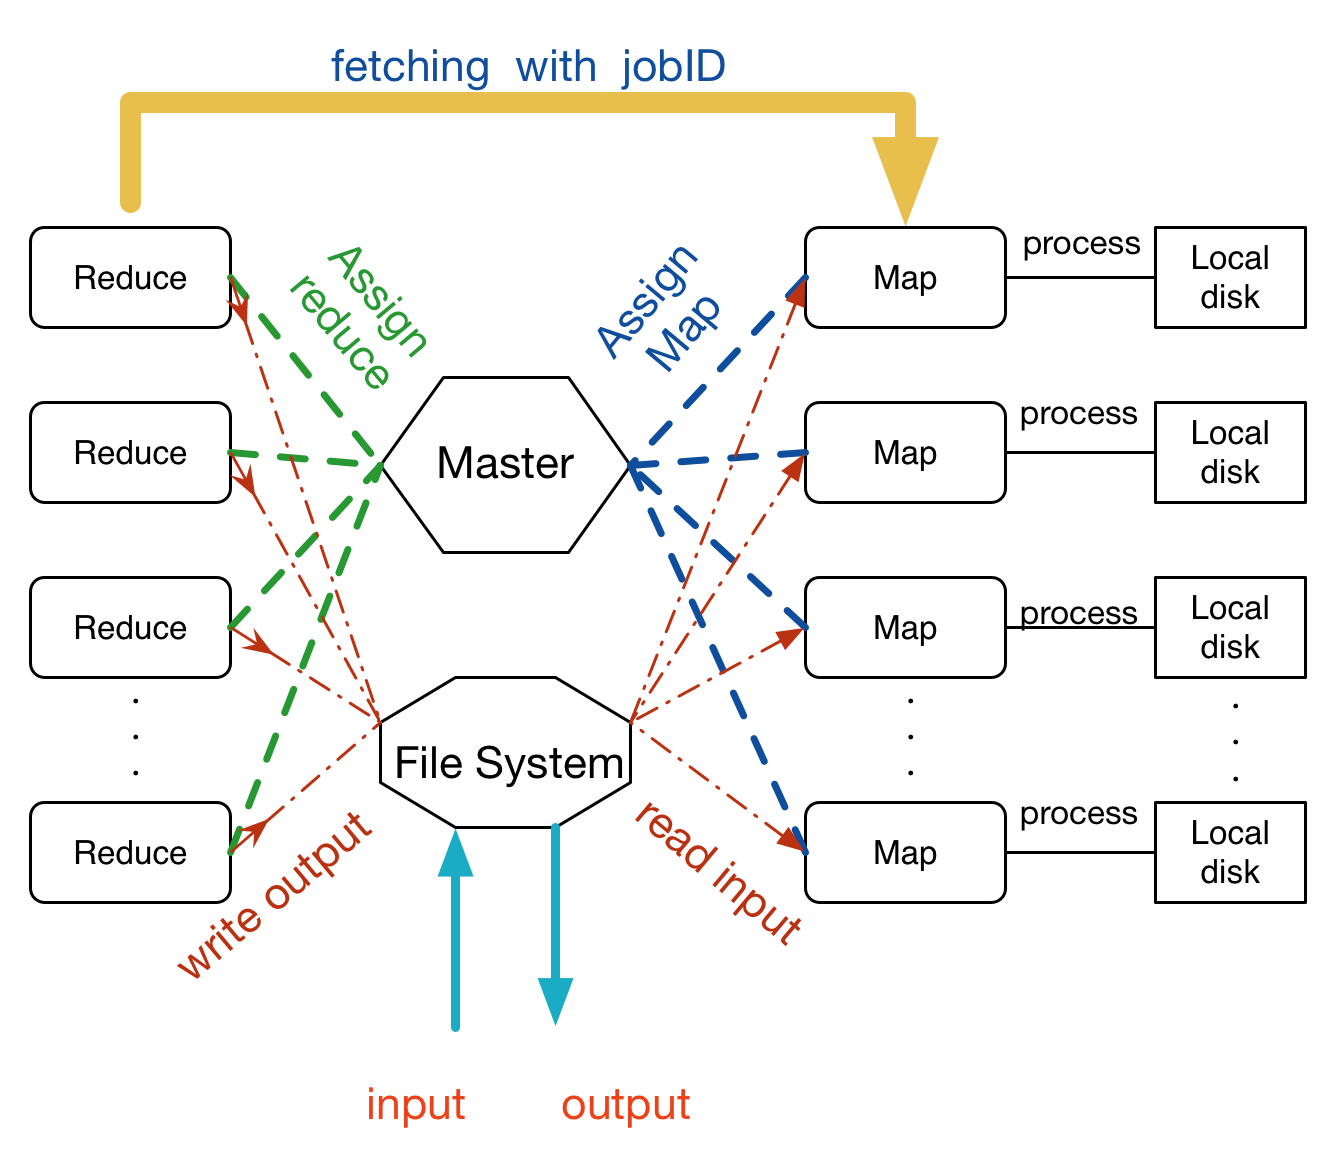 fetching with jobID
Reduce
Assign
reduce
Assign
Map
Map
process
Local
disk
Reduce
Master
Map
process
Local
disk
Reduce
Map
process
Local
disk
.
.
.
.
.
.
.
.
.
File System
Reduce
write output
read input
Map
process
Local
disk
input
output